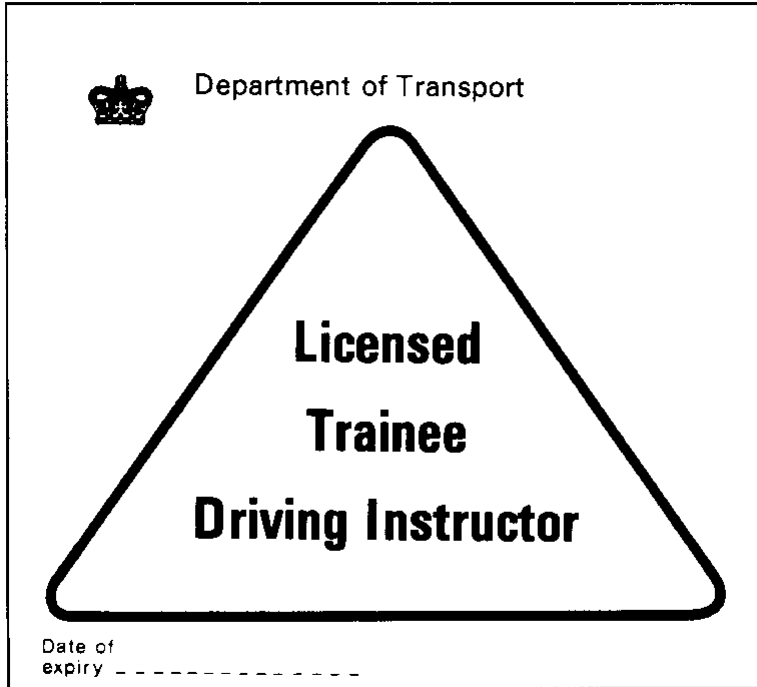 Department of Transport
Licensed
Trainee
Driving Instructor
Date of
expiry _ _ _ _ _ _ _ _ _ _ _ _ _ _ _